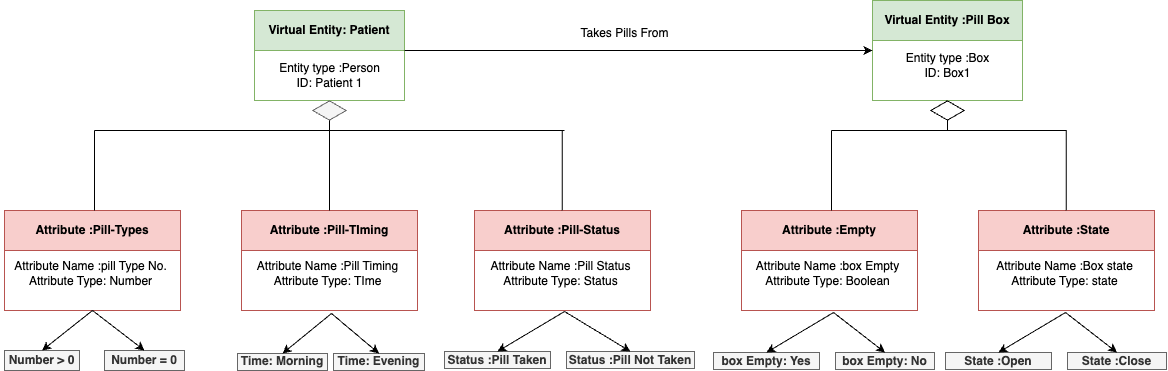 Virtual Entity: Patient
Entity type :Person
ID: Patient 1
Takes Pills From
Virtual Entity :Pill Box
Entity type :Box
ID: Box1
Attribute :Pill-Types
Attribute Name :pill Type No.
Attribute Type: Number
Attribute :Pill-TIming
Attribute Name :Pill Timing
Attribute Type: TIme
Attribute :Pill-Status
Attribute Name :Pill Status
Attribute Type: Status
Attribute :Empty
Attribute Name :box Empty
Attribute Type: Boolean
Attribute :State
Attribute Name :Box state
Attribute Type: state
Number > 0
Number = 0
Time: Morning
Time: Evening
Status :Pill Taken
Status :Pill Not Taken
box Empty: Yes
box Empty: No
State :Open
State :Close